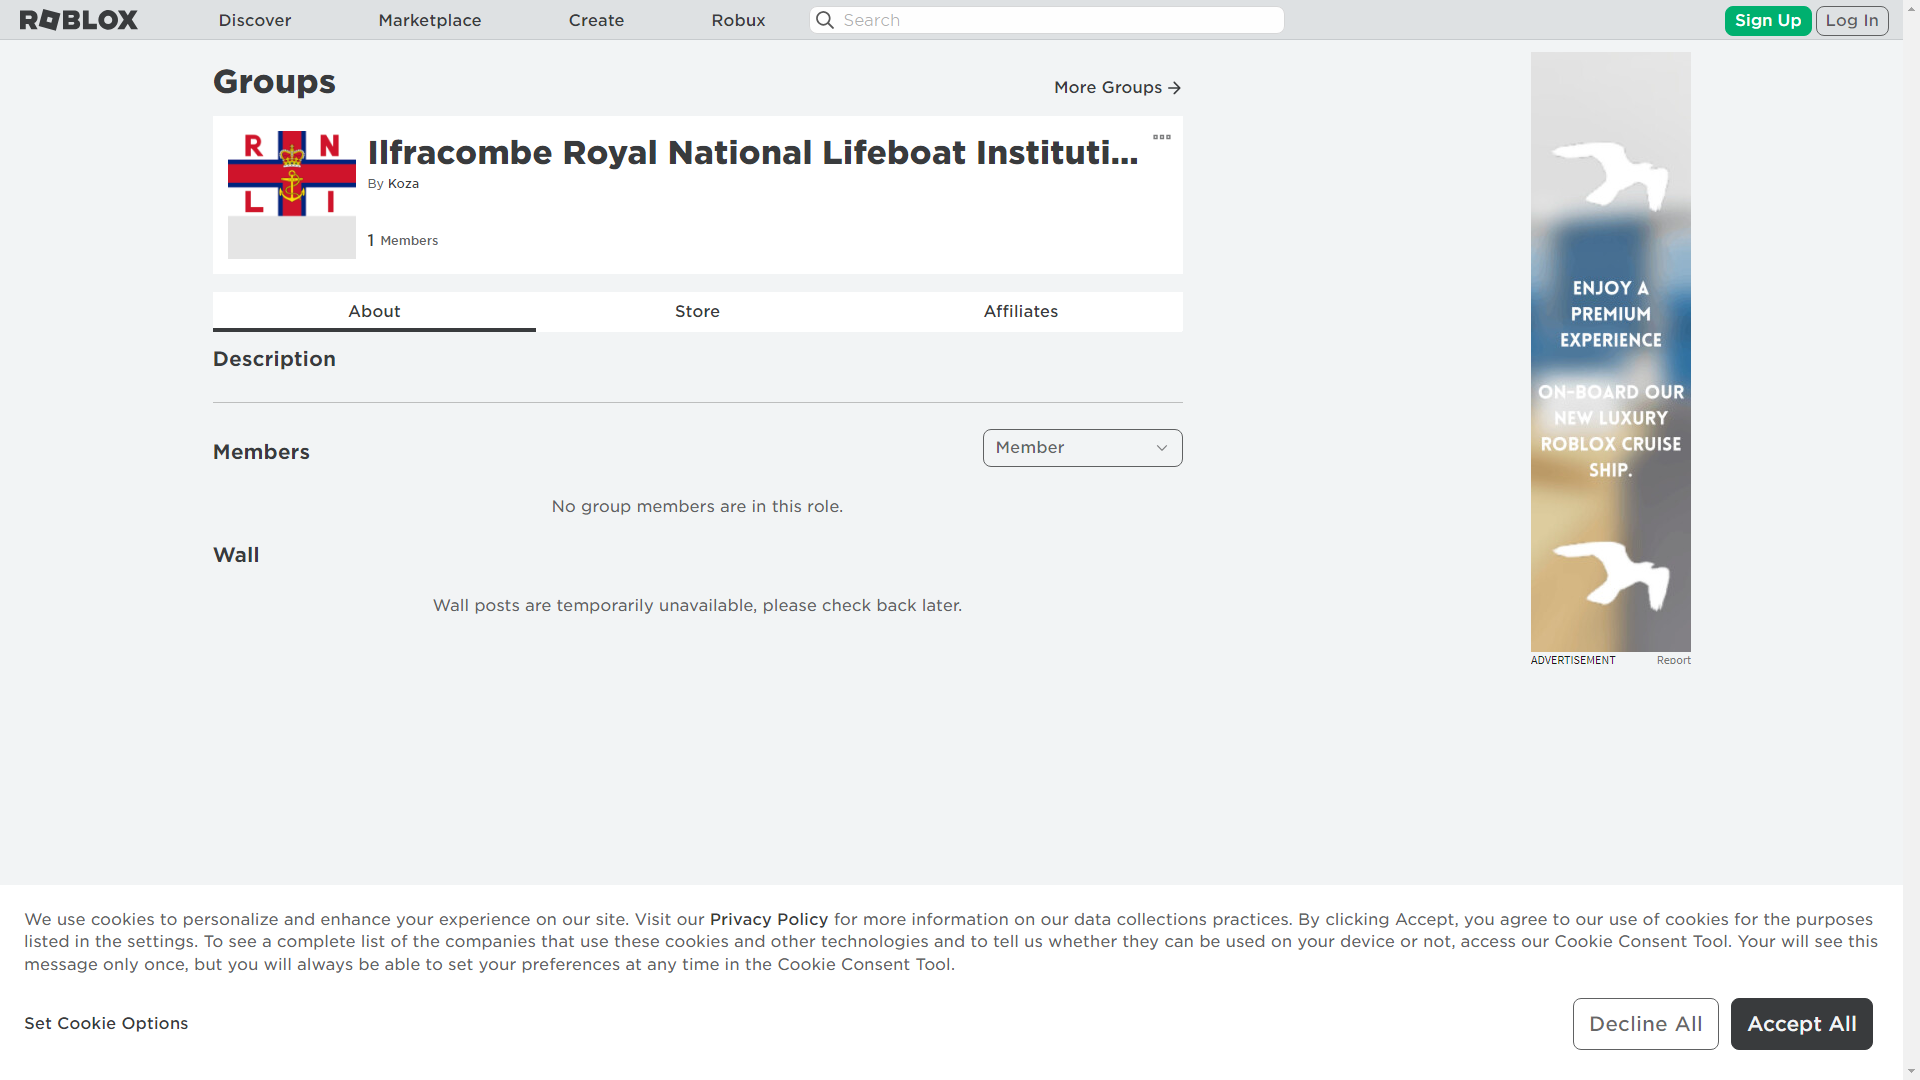 ROBLOX
Discover
Marketplace
Create
Robux
Search
Sign Up
Log In
Groups
More Groups
R N
L I
Ilfracombe Royal National Lifeboat Instituti...
By Koza
1 Members
About
Store
Affiliates
Description
Members
Member
No group members are in this role.
Wall
Wall posts are temporarily unavailable, please check back later.
ENJOY A
PREMIUM
EXPERIENCE
ON-BOARD OUR
NEW LUXURY
ROBLOX CRUISE
SHIP.
ADVERTISEMENT
Report
We use cookies to personalize and enhance your experience on our site. Visit our Privacy Policy for more information on our data collections practices. By clicking Accept, you agree to our use of cookies for the purposes
listed in the settings. To see a complete list of the companies that use these cookies and other technologies and to tell us whether they can be used on your device or not, access our Cookie Consent Tool. Your will see this
message only once, but you will always be able to set your preferences at any time in the Cookie Consent Tool.
Set Cookie Options
Decline All
Accept All